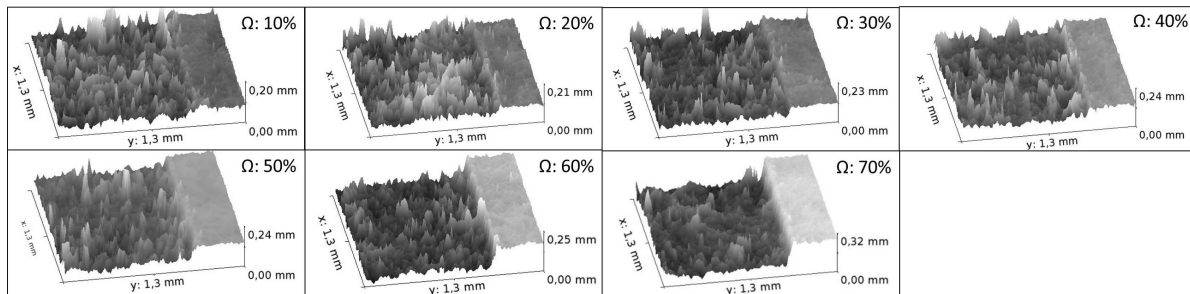 Ω: 10%
x: 1,3 mm
0,20 mm
0,00 mm
y: 1,3 mm
Ω: 20%
x: 1,3 mm
0,21 mm
0,00 mm
y: 1,3 mm
Ω: 30%
x: 1,3 mm
0,23 mm
0,00 mm
y: 1,3 mm
Ω: 40%
x: 1,3 mm
0,24 mm
0,00 mm
y: 1,3 mm
Ω: 50%
x: 1,3 mm
0,24 mm
0,00 mm
y: 1,3 mm
Ω: 60%
x: 1,3 mm
0,25 mm
0,00 mm
y: 1,3 mm
Ω: 70%
x: 1,3 mm
0,32 mm
0,00 mm
y: 1,3 mm